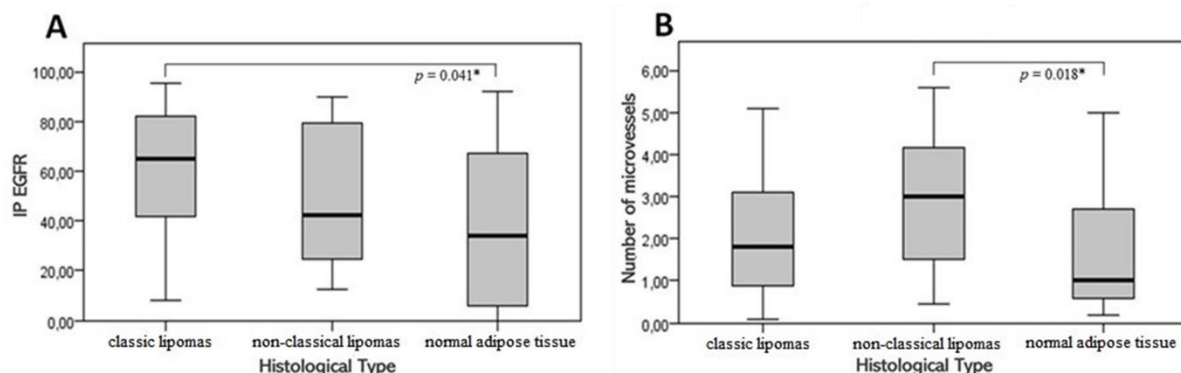 A
IP EGFR
100,00
80,00
60,00
40,00
20,00
0,00
p = 0.041*
classic lipomas
non-classical lipomas
normal adipose tissue
Histological Type
B
Number of microvessels
6,00
5,00
4,00
3,00
2,00
1,00
0,00
p = 0.018*
classic lipomas
non-classical lipomas
normal adipose tissue
Histological Type